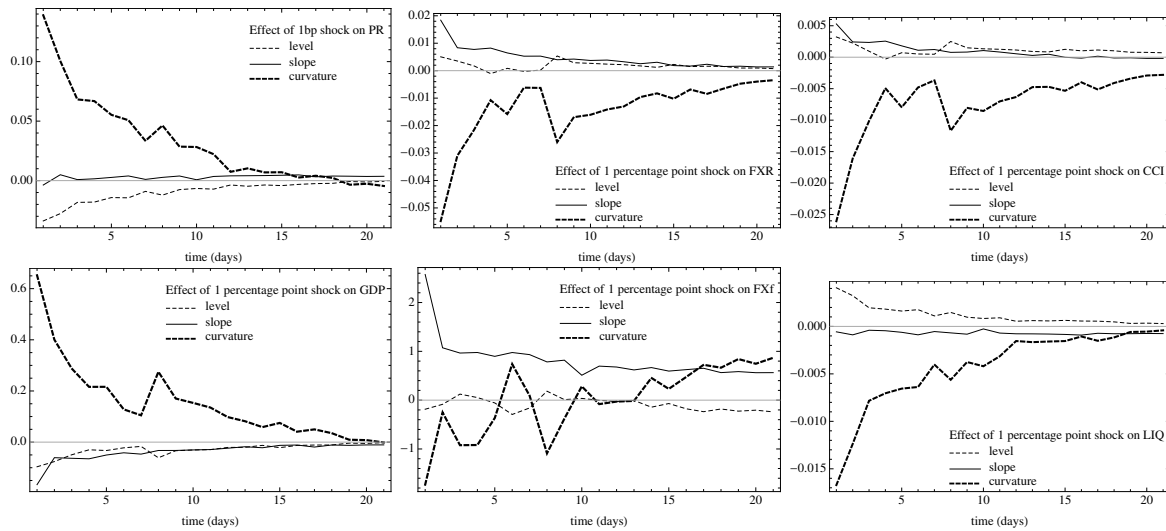 Effect of 1bp shock on PR
level
slope
curvature
0.10
0.05
0.00
5
10
15
20
time (days)
Effect of 1 percentage point shock on FXR
level
slope
curvature
0.02
0.01
0.00
−0.01
−0.02
−0.03
−0.04
−0.05
5
10
15
20
time (days)
Effect of 1 percentage point shock on CCI
level
slope
curvature
0.005
0.000
−0.005
−0.010
−0.015
−0.020
−0.025
5
10
15
20
time (days)
Effect of 1 percentage point shock on GDP
level
slope
curvature
0.6
0.4
0.2
0.0
5
10
15
20
time (days)
Effect of 1 percentage point shock on FXf
level
slope
curvature
2
1
0
−1
5
10
15
20
time (days)
Effect of 1 percentage point shock on LIQ
level
slope
curvature
0.000
−0.005
−0.010
−0.015
5
10
15
20
time (days)